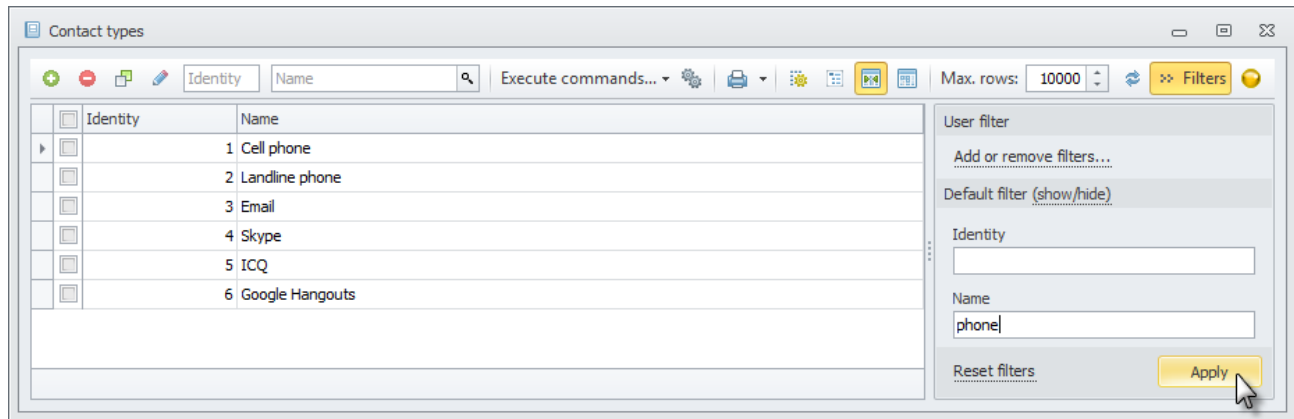 Contact types
Identity Name Execute commands... Max. rows: 10000 Filters
Identity Name
1 Cell phone
2 Landline phone
3 Email
4 Skype
5 ICQ
6 Google Hangouts
User filter
Add or remove filters...
Default filter (show/hide)
Identity
Name
phone
Reset filters Apply